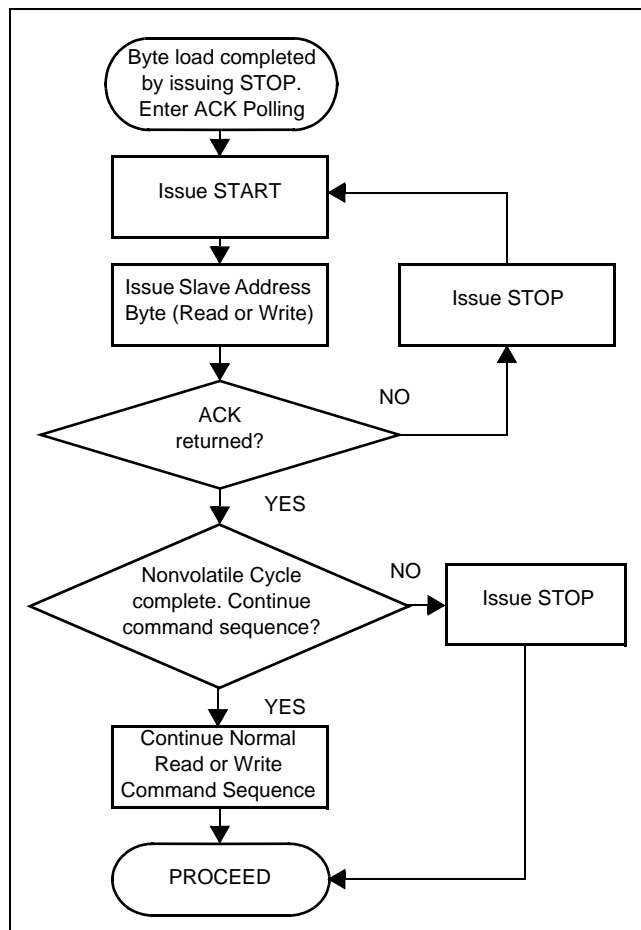 Byte load completed
by issuing STOP.
Enter ACK Polling
Issue START
Issue Slave Address
Byte (Read or Write)
Issue STOP
ACK
returned?
NO
YES
Nonvolatile Cycle
complete. Continue
command sequence?
NO
Issue STOP
YES
Continue Normal
Read or Write
Command Sequence
PROCEED